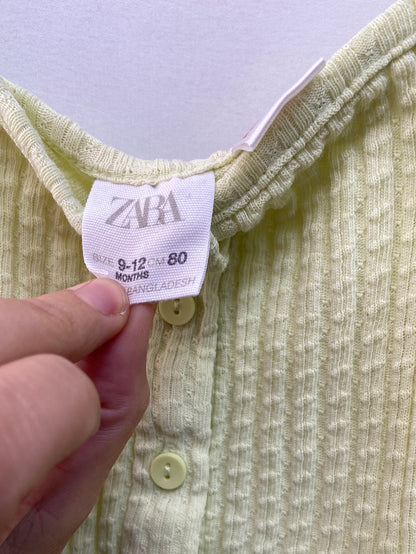 ZARA
SIZE 9-12 CM 80
MONTHS
BANGLADESH